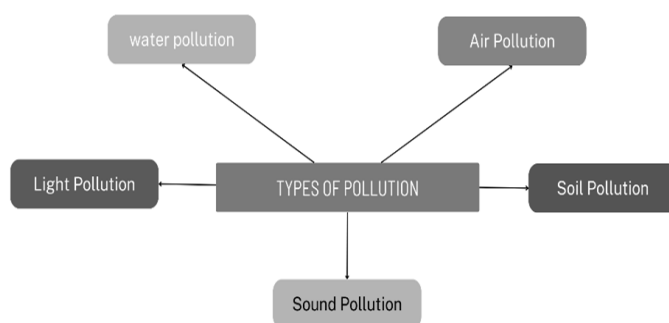 water pollution
Air Pollution
Light Pollution
TYPES OF POLLUTION
Soil Pollution
Sound Pollution